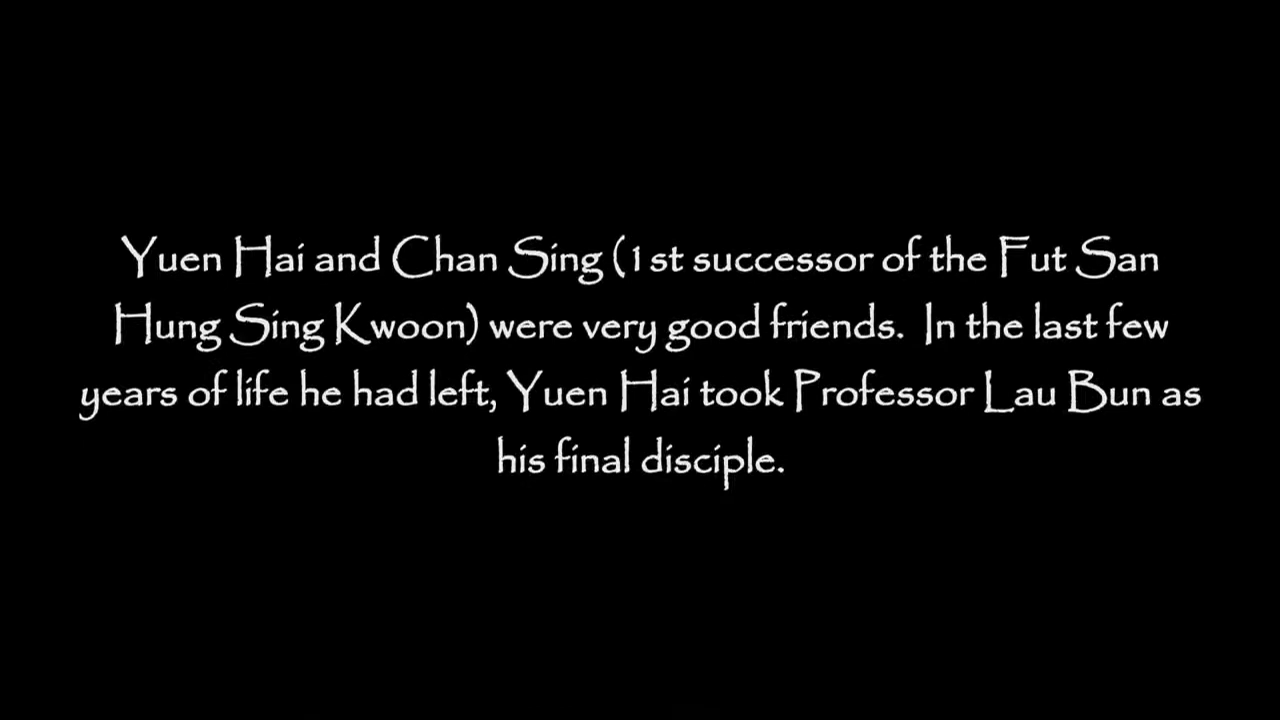 Yuen Hai and Chan Sing (1st successor of the Fut San
Hung Sing Kwoon) were very good friends.  In the last few
years of life he had left, Yuen Hai took Professor Lau Bun as
his final disciple.